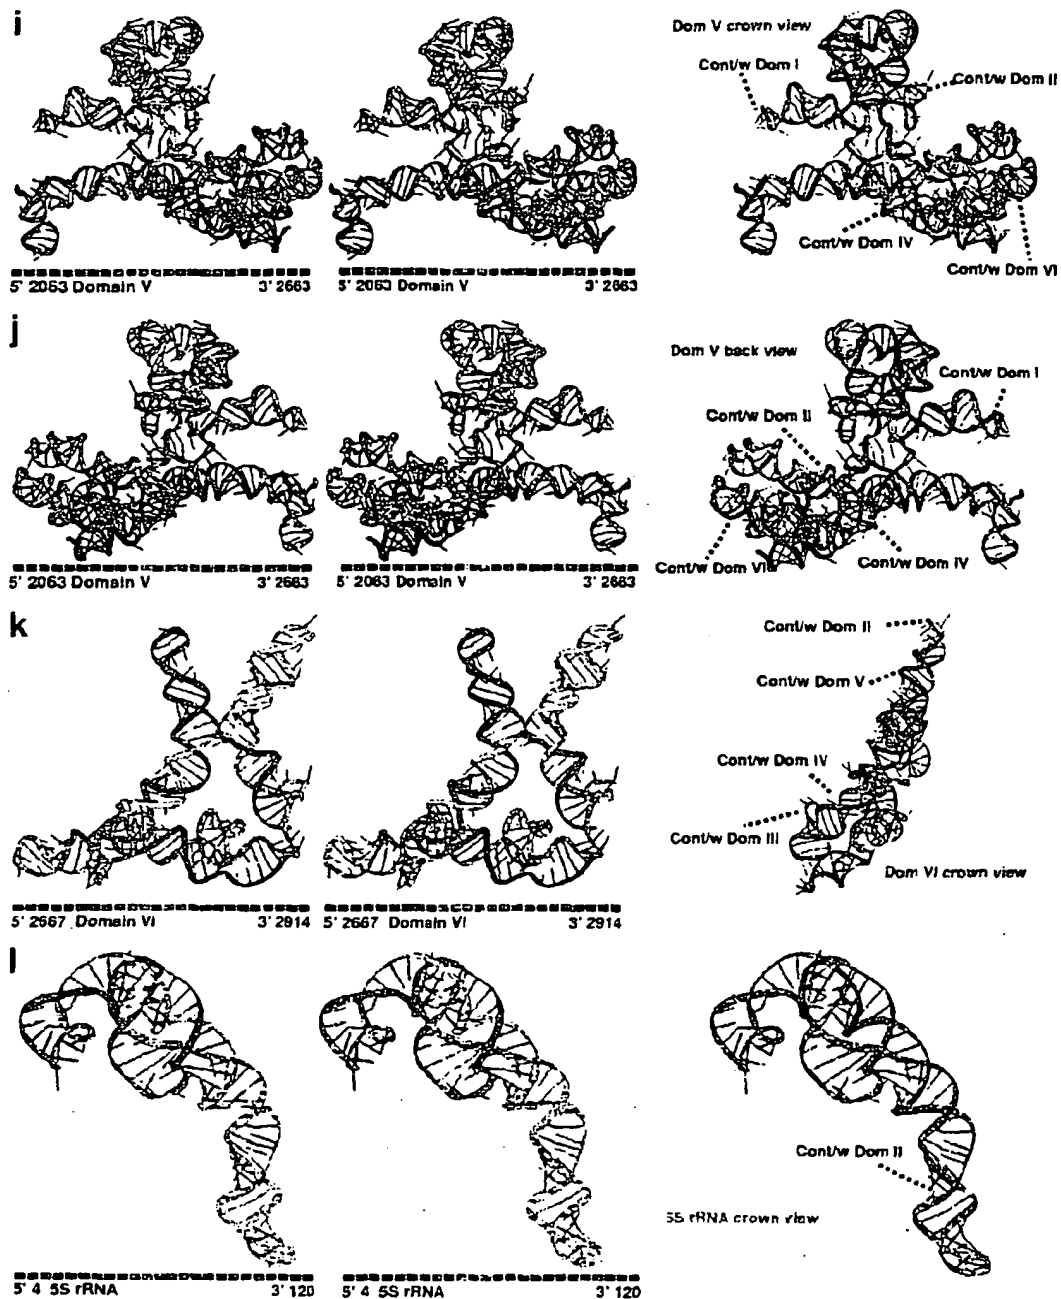 i
Dom V crown view
Cont/w Dom I
Cont/w Dom II
Cont/w Dom IV
Cont/w Dom VI
5' 2063 Domain V 3' 2663
5' 2063 Domain V 3' 2663
j
Dom V back view
Cont/w Dom I
Cont/w Dom II
Cont/w Dom VI
Cont/w Dom IV
5' 2063 Domain V 3' 2663
5' 2063 Domain V 3' 2663
k
Cont/w Dom II
Cont/w Dom V
Cont/w Dom IV
Cont/w Dom III
Dom VI crown view
5' 2667 Domain VI 3' 2914
5' 2667 Domain VI 3' 2914
l
Cont/w Dom II
5S rRNA crown view
5' 4 5S rRNA 3' 120
5' 4 5S rRNA 3' 120